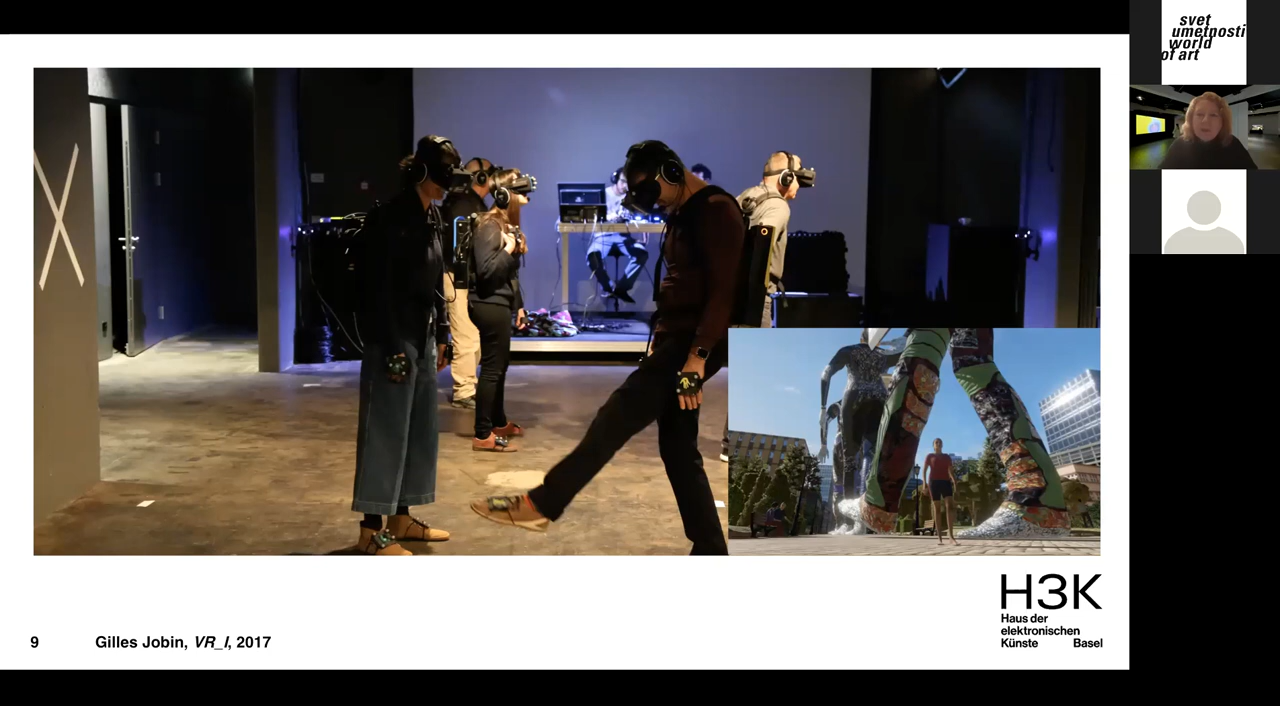 svet
umetnosti
world
of art
H3K
Haus der
elektronischen
Künste Basel
9 Gilles Jobin, VR_I, 2017